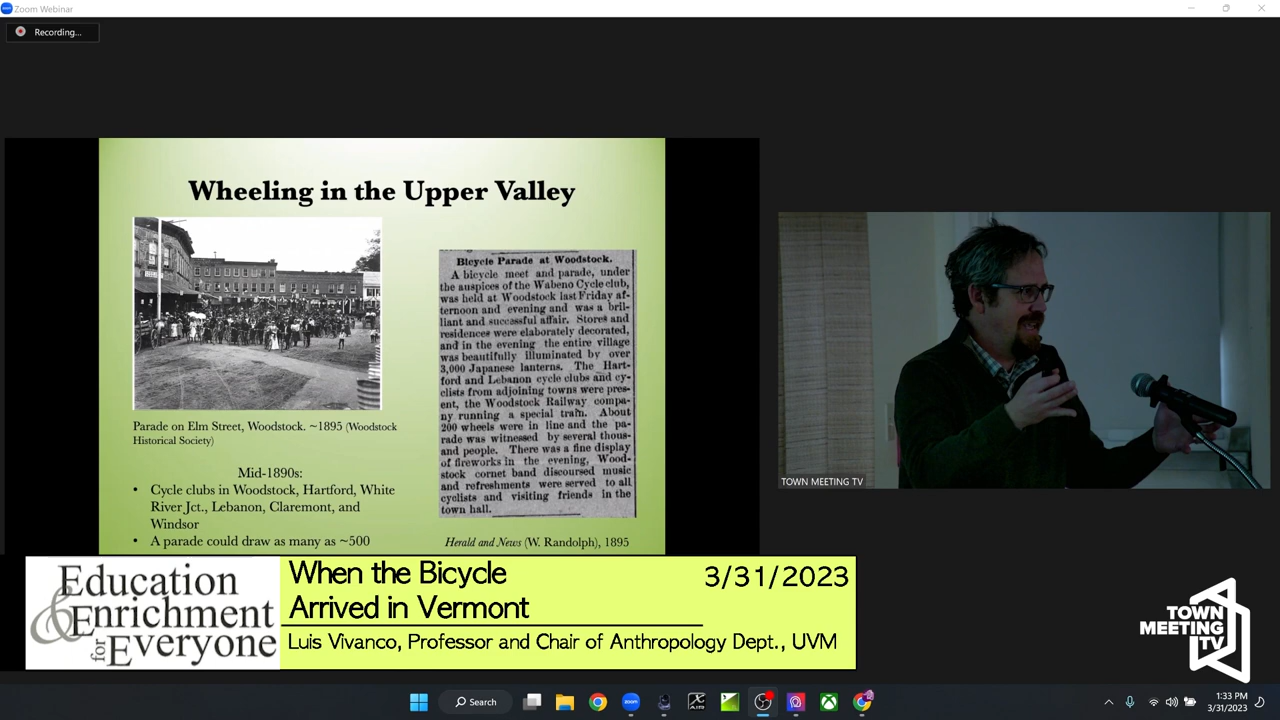 Zoom Webinar
Recording...
Wheeling in the Upper Valley
Parade on Elm Street, Woodstock. ~1895 (Woodstock
Historical Society)
Mid-1890s:
• Cycle clubs in Woodstock, Hartford, White
River Jct., Lebanon, Claremont, and
Windsor
• A parade could draw as many as ~500
Bicycle Parade at Woodstock.
A bicycle meet and parade, under
the auspices of the Wabeno Cycle club,
was held at Woodstock last Friday af-
ternoon and evening and was a bril-
liant and successful affair. Stores and
residences were elaborately decorated,
and in the evening the entire village
was beautifully illuminated by over
3,000 Japanese lanterns. The Hart-
ford and Lebanon cycle clubs and cy-
clists from adjoining towns were pres-
ent, the Woodstock Railway compa-
ny running a special train. About
200 wheels were in line and the pa-
rade was witnessed by several thous-
and people. There was a fine display
of fireworks in the evening, Wood-
stock cornet band discoursed music
and refreshments were served to all
cyclists and visiting friends in the
town hall.
Herald and News (W. Randolph), 1895
TOWN MEETING TV
Education
& Enrichment
for Everyone
When the Bicycle
Arrived in Vermont
3/31/2023
Luis Vivanco, Professor and Chair of Anthropology Dept., UVM
TOWN
MEETING
TV
Search
zoom
1:33 PM
3/31/2023